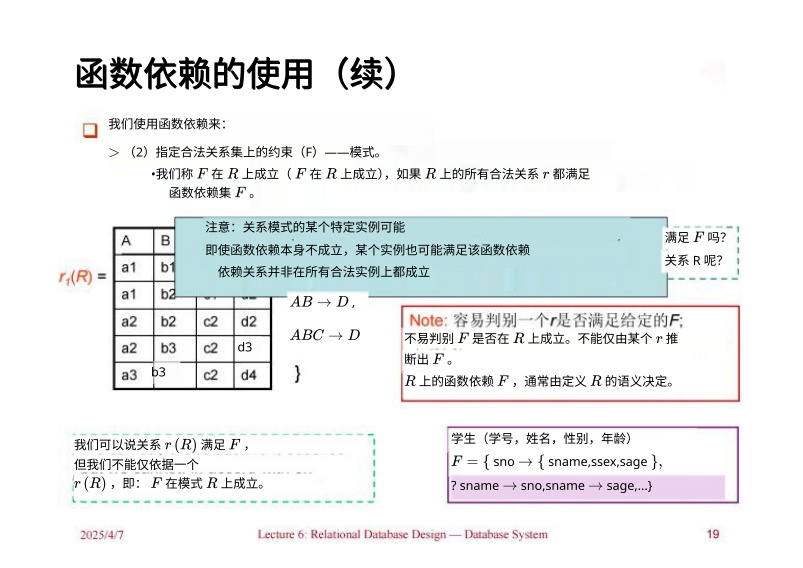 函数依赖的使用（续）
我们使用函数依赖来：
> （2）指定合法关系集上的约束（F）——模式。
•我们称 F 在 R 上成立（ F 在 R 上成立），如果 R 上的所有合法关系 r 都满足
函数依赖集 F 。
注意：关系模式的某个特定实例可能
即使函数依赖本身不成立，某个实例也可能满足该函数依赖
依赖关系并非在所有合法实例上都成立
满足 F 吗？
关系 R 呢？
r1(R) =
A B
a1 b1
a1 b2
a2 b2 c2 d2
a2 b3 c2 d3
a3 b3 c2 d4
AB → D ,
ABC → D
}
Note: 容易判别一个r是否满足给定的F;
不易判别 F 是否在 R 上成立。不能仅由某个 r 推
断出 F 。
R 上的函数依赖 F ，通常由定义 R 的语义决定。
我们可以说关系 r (R) 满足 F ，
但我们不能仅依据一个
r (R) ，即： F 在模式 R 上成立。
学生（学号，姓名，性别，年龄）
F = { sno → { sname,ssex,sage },
? sname → sno,sname → sage,...}
2025/4/7
Lecture 6: Relational Database Design — Database System
19